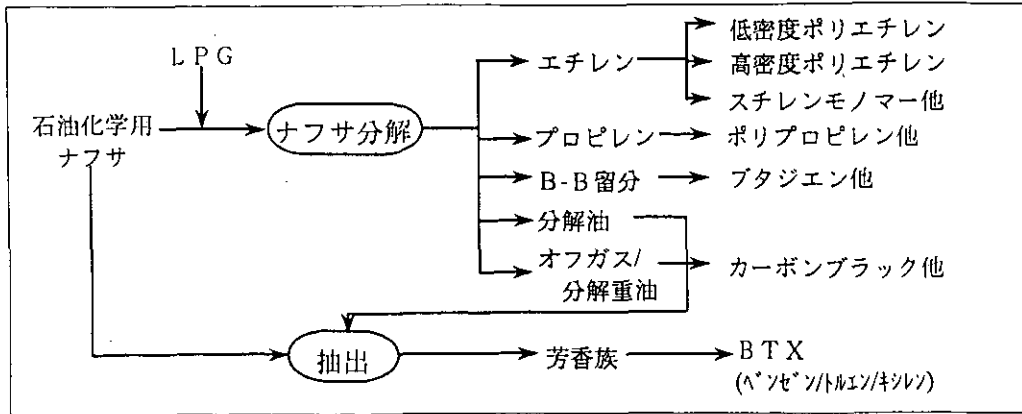 LPG
石油化学用
ナフサ
ナフサ分解
エチレン
低密度ポリエチレン
高密度ポリエチレン
スチレンモノマー他
プロピレン
ポリプロピレン他
B-B留分
ブタジエン他
分解油
オフガス/
分解重油
カーボンブラック他
抽出
芳香族
BTX
(ベンゼン/トルエン/キシレン)